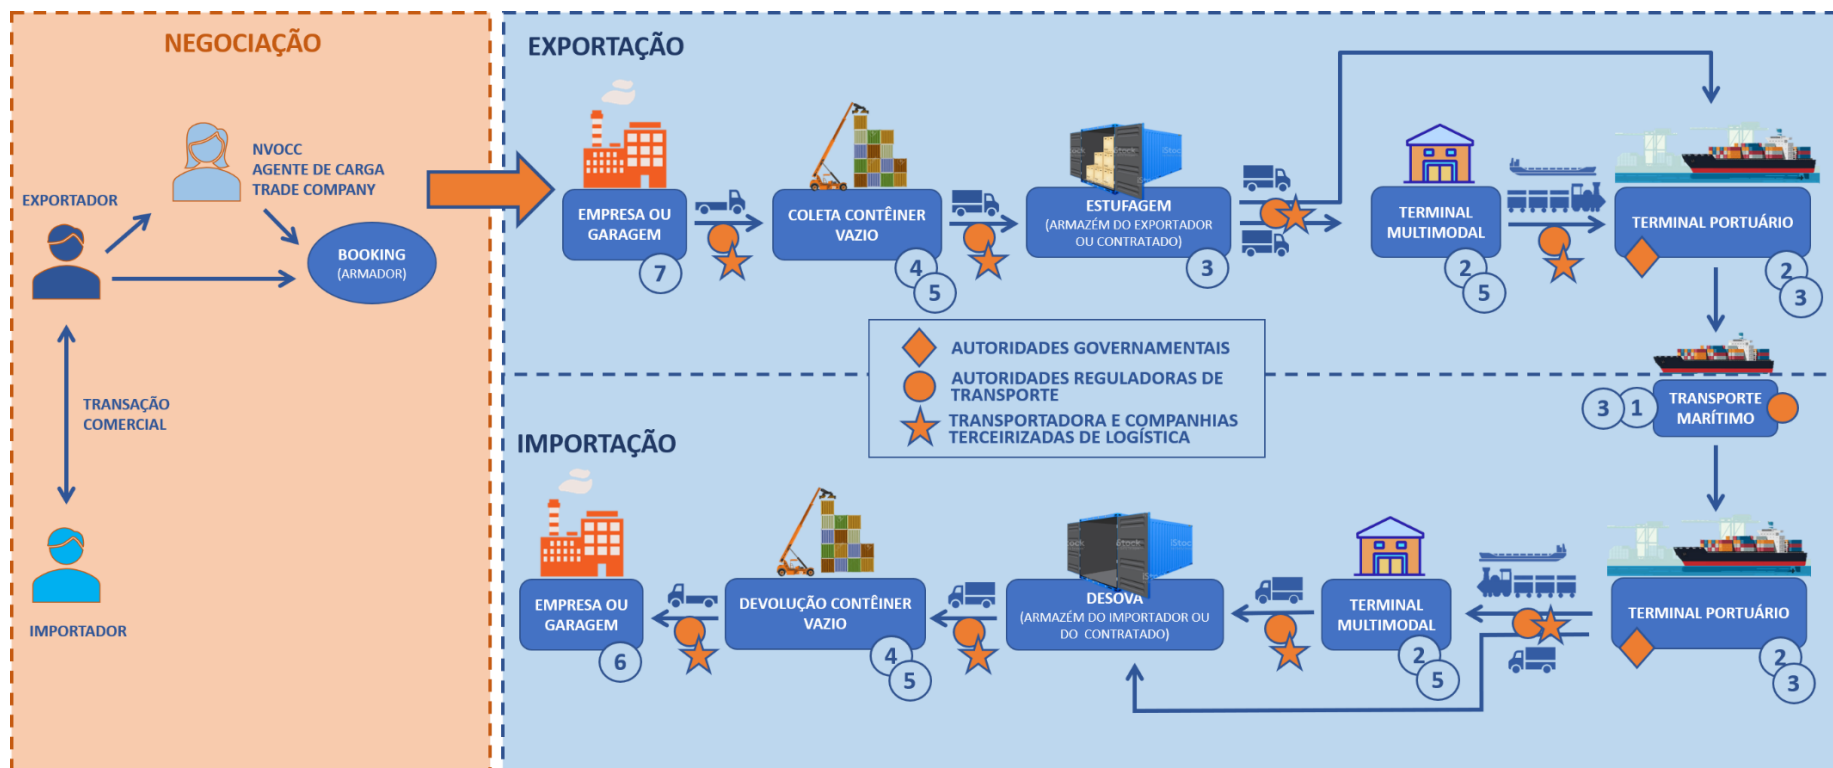 NEGOCIAÇÃO
NVOCC
AGENTE DE CARGA
TRADE COMPANY
EXPORTADOR
BOOKING
(ARMADOR)
TRANSAÇÃO
COMERCIAL
IMPORTADOR
EXPORTAÇÃO
EMPRESA OU
GARAGEM
7
COLETA CONTÊINER
VAZIO
4
5
iStock
iStock
ESTUFAGEM
(ARMAZÉM DO EXPORTADOR
OU CONTRATADO)
3
TERMINAL
MULTIMODAL
2
5
TERMINAL PORTUÁRIO
2
3
AUTORIDADES GOVERNAMENTAIS
AUTORIDADES REGULADORAS DE
TRANSPORTE
TRANSPORTADORA E COMPANHIAS
TERCEIRIZADAS DE LOGÍSTICA
3
1
TRANSPORTE
MARÍTIMO
IMPORTAÇÃO
EMPRESA OU
GARAGEM
6
DEVOLUÇÃO CONTÊINER
VAZIO
4
5
iStock
iStock
DESOVA
(ARMAZÉM DO IMPORTADOR OU
DO CONTRATADO)
TERMINAL
MULTIMODAL
2
5
TERMINAL PORTUÁRIO
2
3